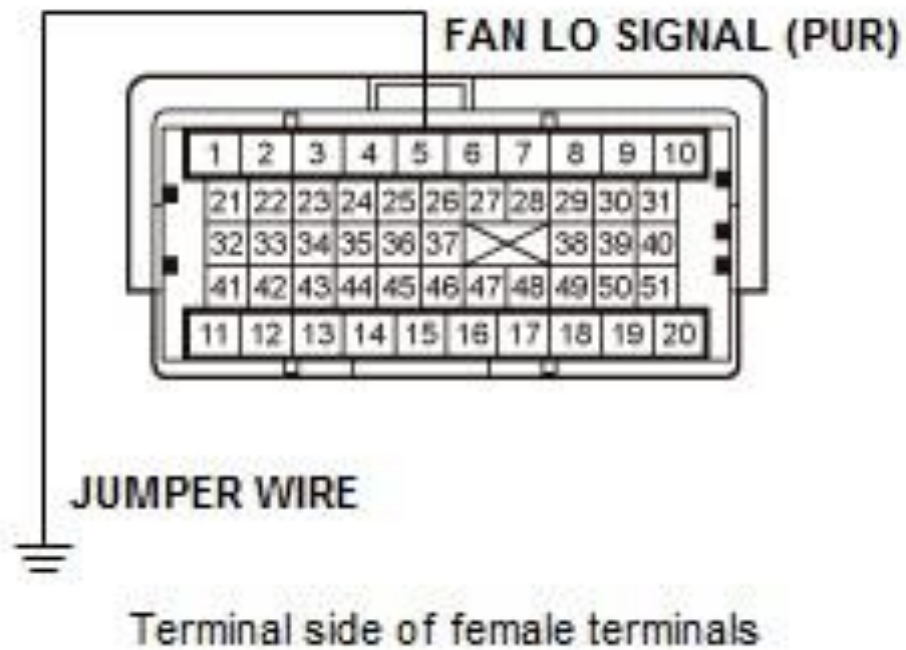 FAN LO SIGNAL (PUR)
1 2 3 4 5 6 7 8 9 10
21 22 23 24 25 26 27 28 29 30 31
32 33 34 35 36 37 38 39 40
41 42 43 44 45 46 47 48 49 50 51
11 12 13 14 15 16 17 18 19 20
JUMPER WIRE
Terminal side of female terminals